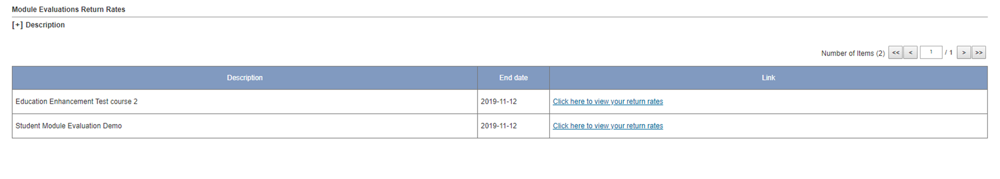 Module Evaluations Return Rates
[+] Description
Number of Items (2) << < 1 / 1 > >>
Description End date Link
Education Enhancement Test course 2 2019-11-12 Click here to view your return rates
Student Module Evaluation Demo 2019-11-12 Click here to view your return rates